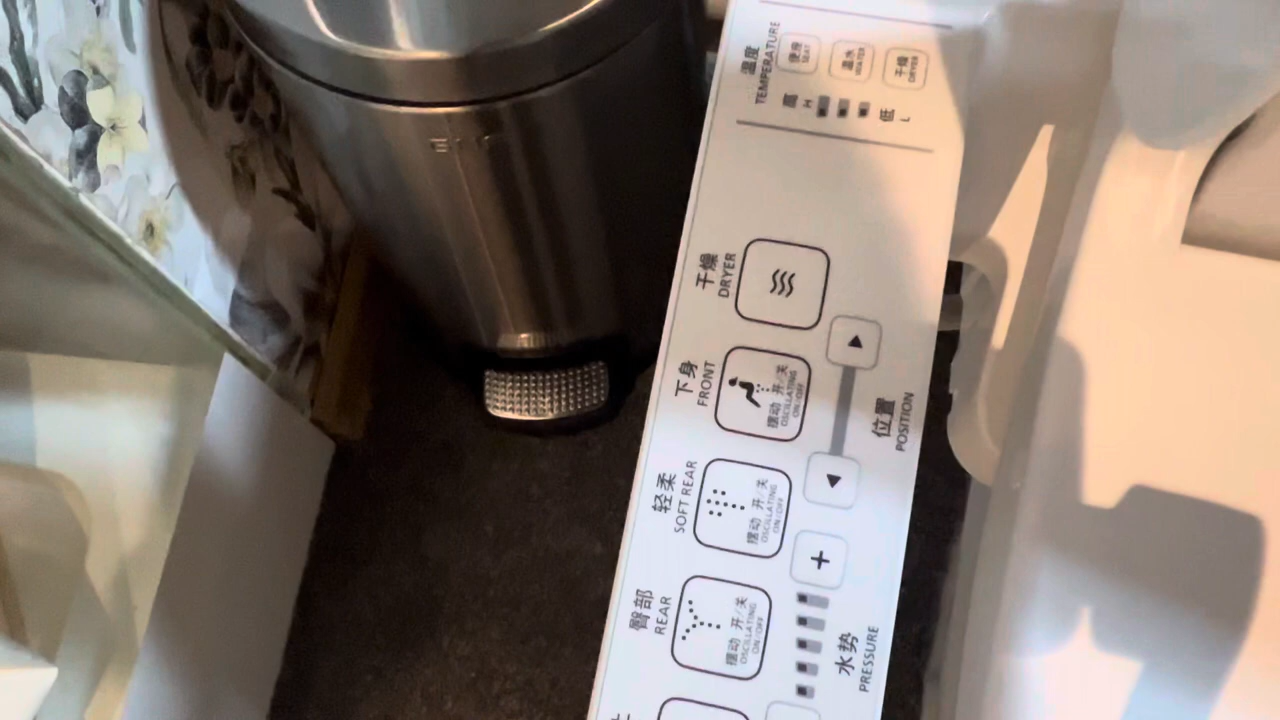 臀部
REAR
摆动 开/关
OSCILLATING
ON/OFF
轻柔
SOFT REAR
摆动 开/关
OSCILLATING
ON/OFF
下身
FRONT
摆动 开/关
OSCILLATING
ON/OFF
干燥
DRYER
水势
PRESSURE
+
位置
POSITION
温度
TEMPERATURE
高
H
低
L
便座
SEAT
温水
WATER
干燥
DRYER